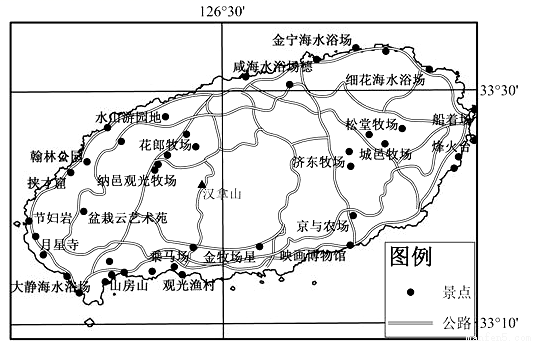 126°30′
金宁海水浴场
咸海水浴场穗
细花海水浴场
33°30
水山游园地
船着场
松堂牧场
花郎牧场
烽火台
翰林公园
济东牧场
城邑牧场
挟才窟
纳邑观光牧场
汉拿山
节妇岩
盆栽云艺术苑
京与农场
月星寺
乘马场
金牧场星
映画博物馆
图例
景点
公路
大静海水浴场
山房山
观光渔村
33°10